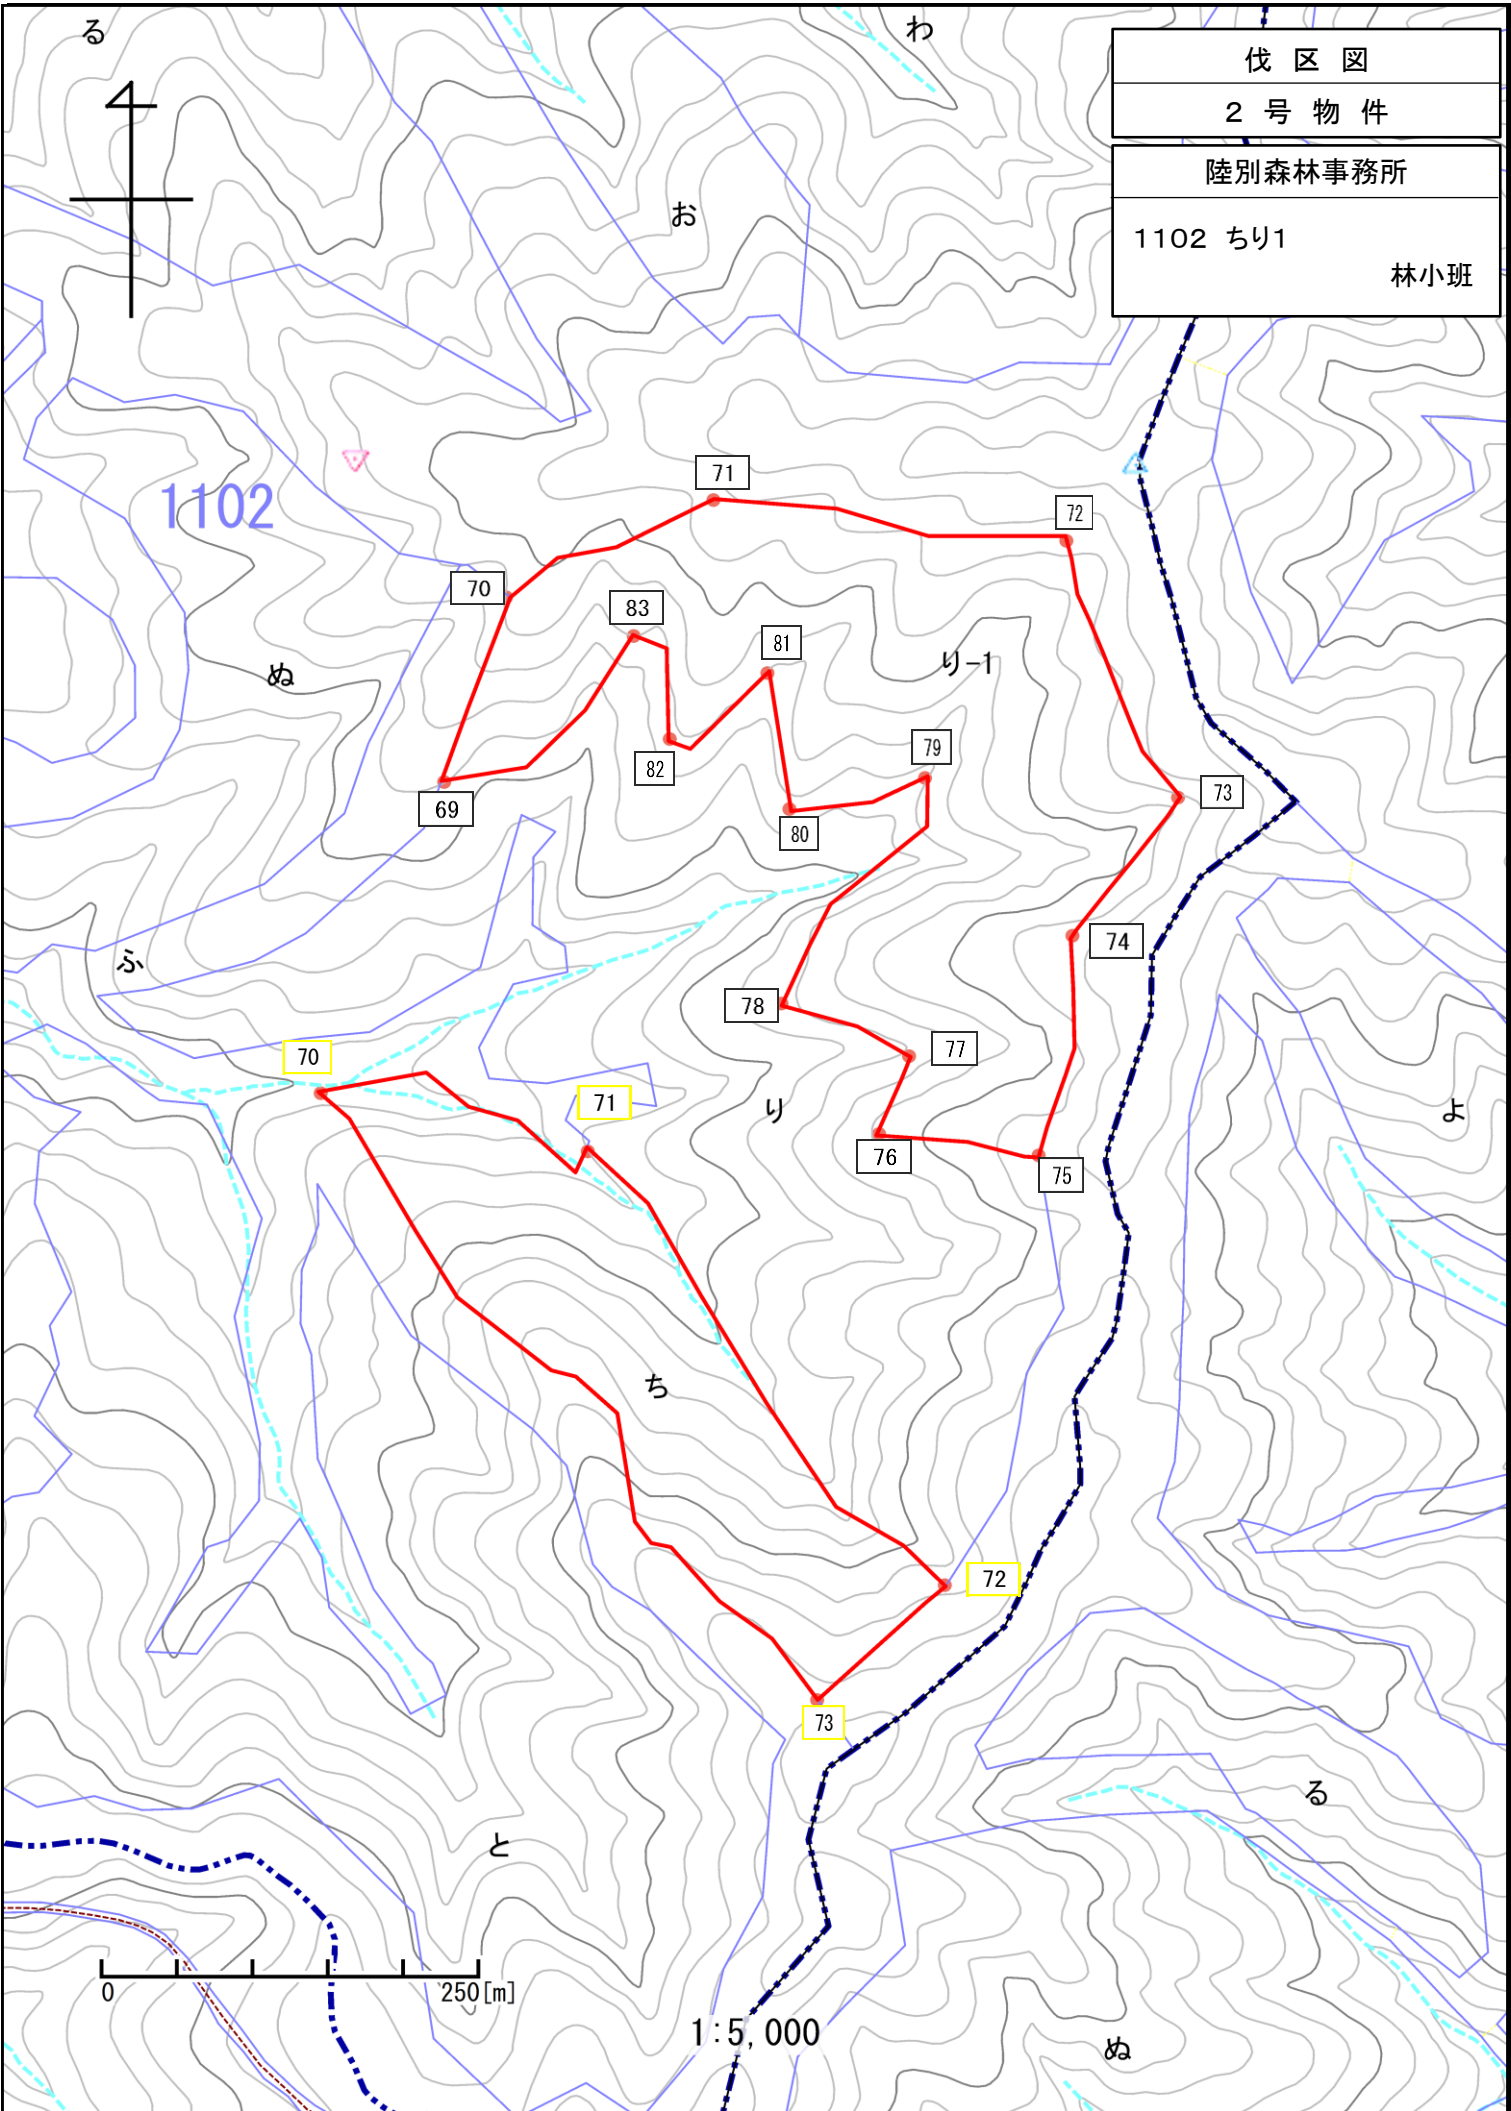 る
わ
伐区図
2号物件
陸別森林事務所
1102 ちり1
林小班
お
1102
71
72
70
83
81
り-1
ぬ
79
82
73
69
80
74
ふ
78
77
70
71
り
よ
76
75
ち
72
73
る
と
0
250[m]
1:5,000
ぬ